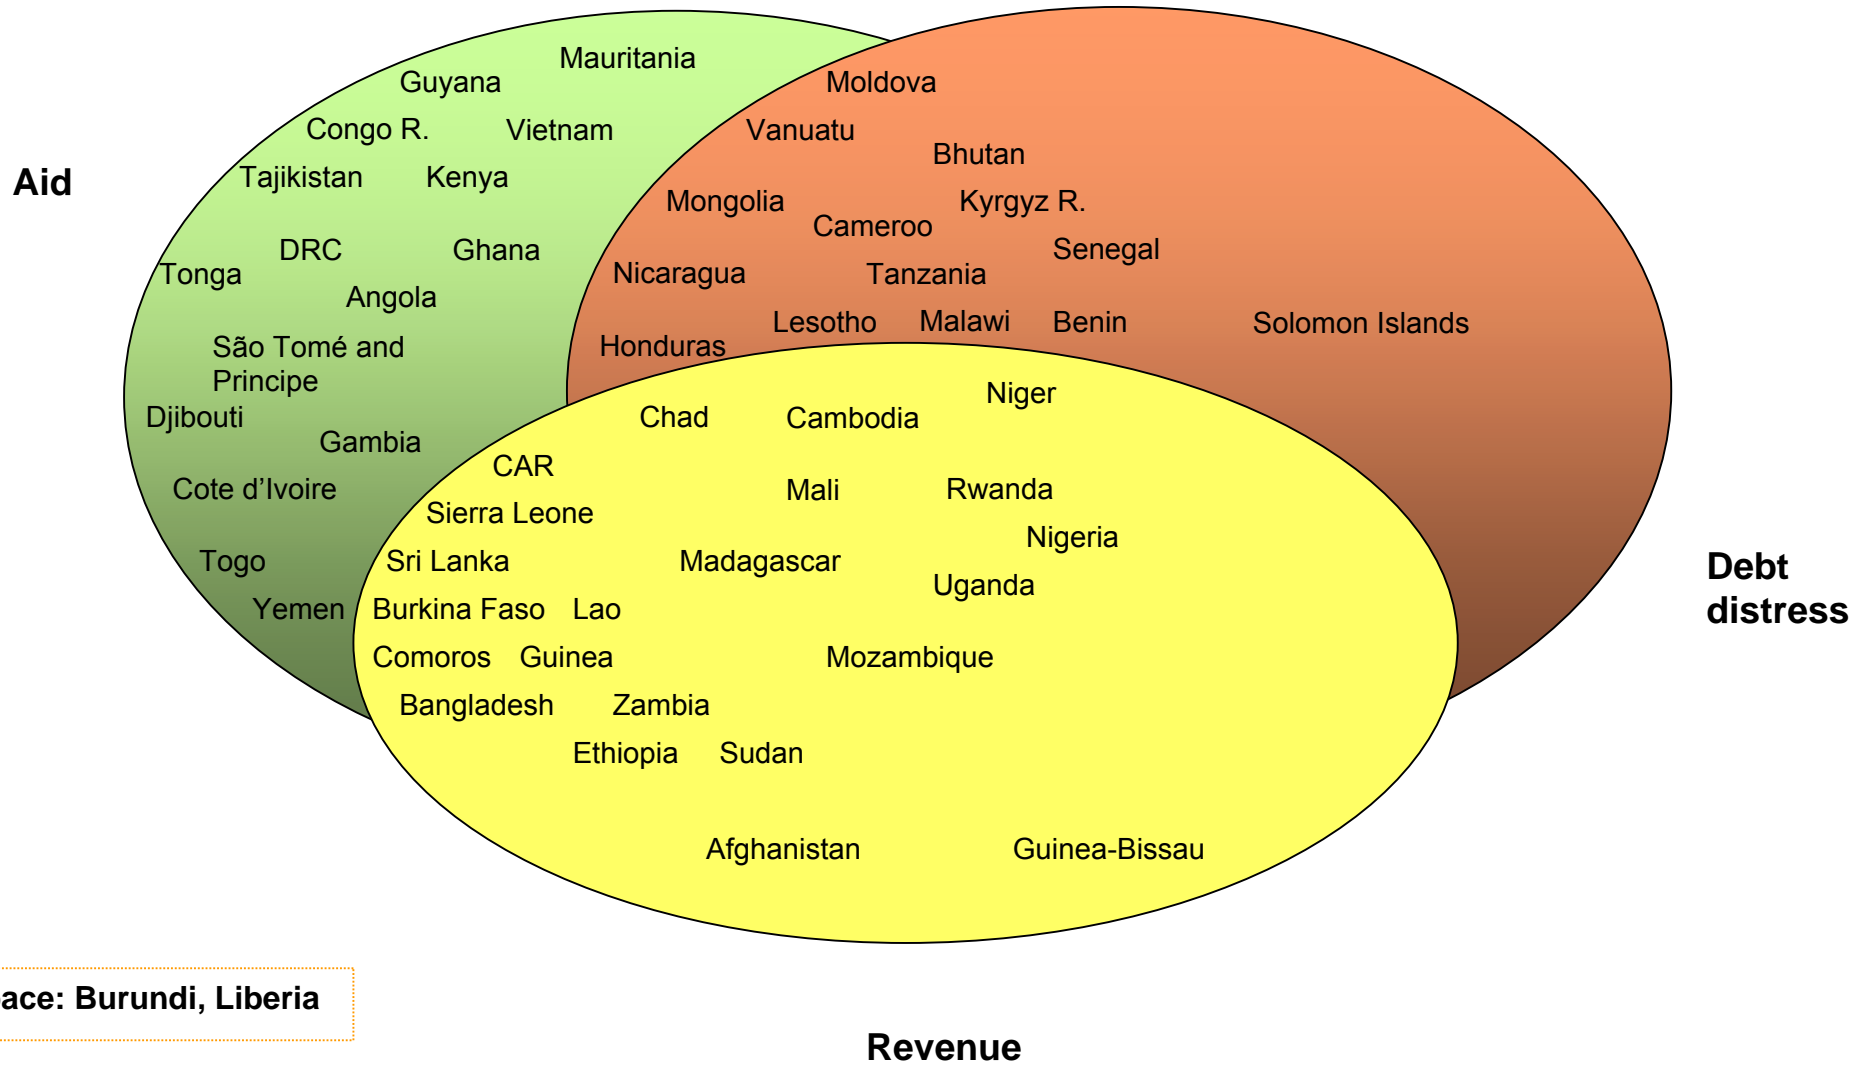 Mauritania
Guyana
Congo R.
Vietnam
Tajikistan
Kenya
Aid
DRC
Ghana
Tonga
Angola
São Tomé and
Principe
Djibouti
Gambia
Cote d’Ivoire
Togo
Yemen
Moldova
Vanuatu
Bhutan
Mongolia
Kyrgyz R.
Cameroo
Senegal
Nicaragua
Tanzania
Lesotho
Malawi
Benin
Solomon Islands
Honduras
Debt
distress
Niger
Chad
Cambodia
CAR
Mali
Rwanda
Sierra Leone
Nigeria
Sri Lanka
Madagascar
Uganda
Burkina Faso
Lao
Comoros
Guinea
Mozambique
Bangladesh
Zambia
Ethiopia
Sudan
Afghanistan
Guinea-Bissau
ace: Burundi, Liberia
Revenue